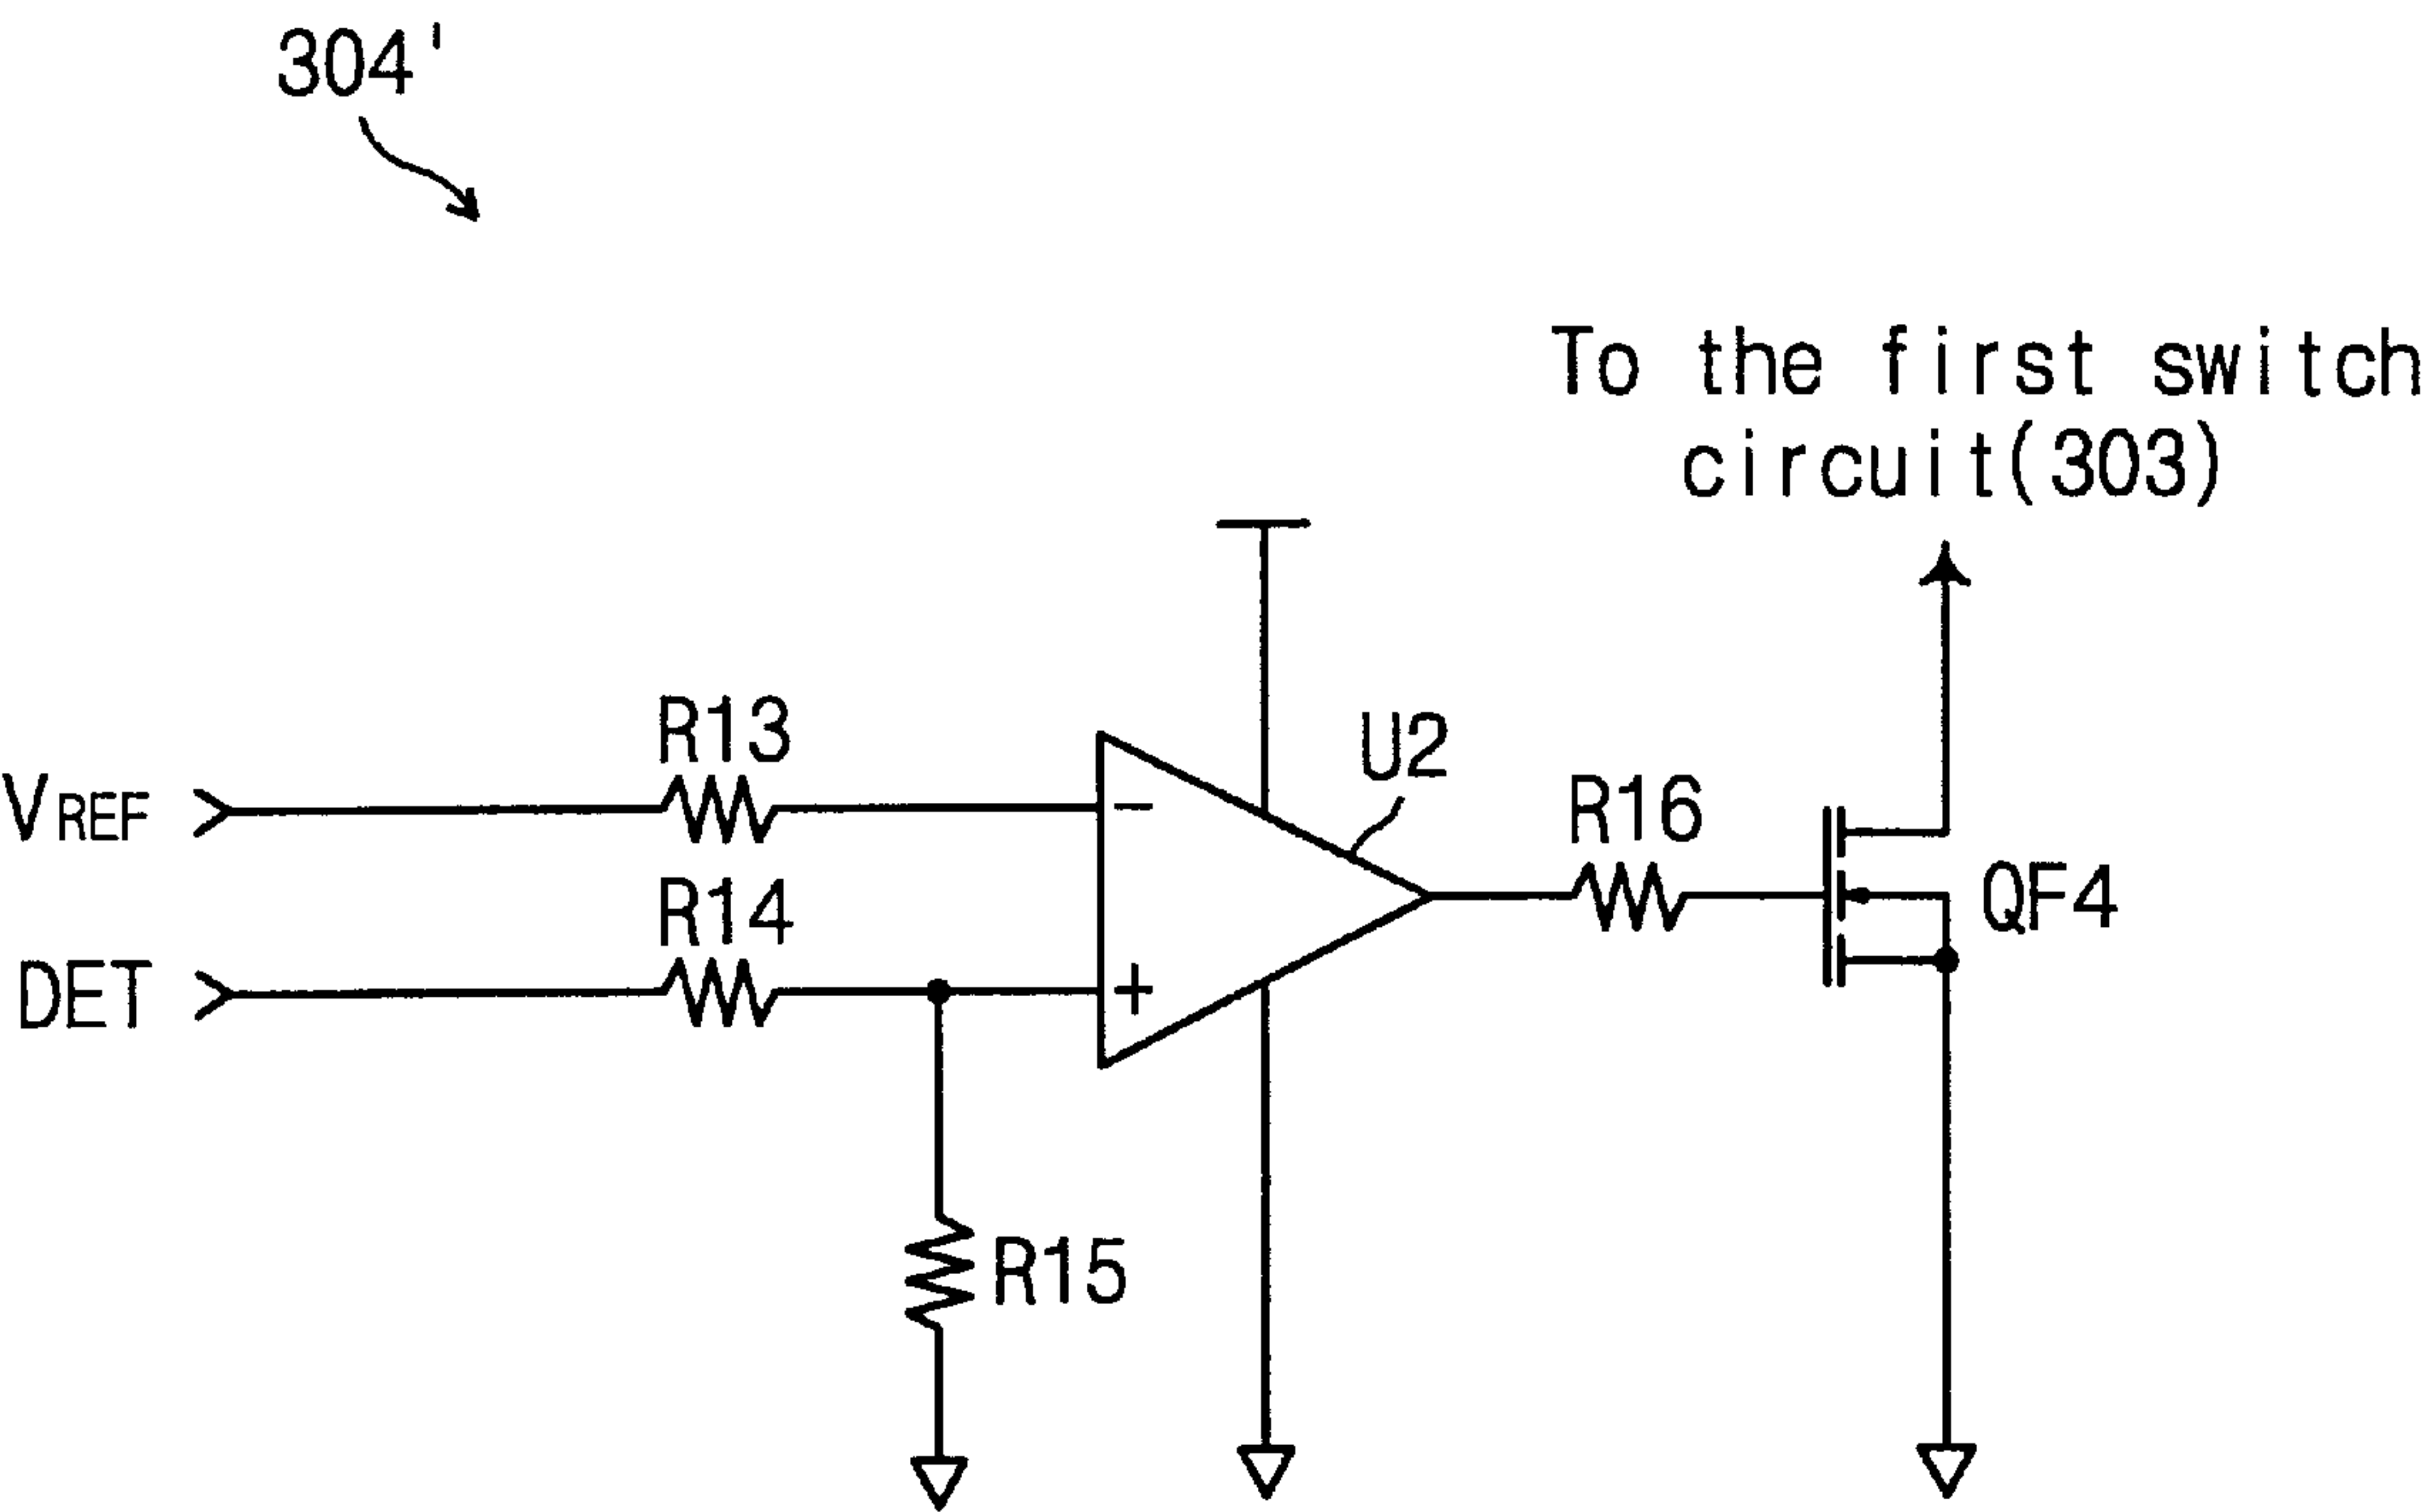 304'
To the first switch
circuit(303)
R13
U2
VREF
−
R16
R14
QF4
DET
+
R15